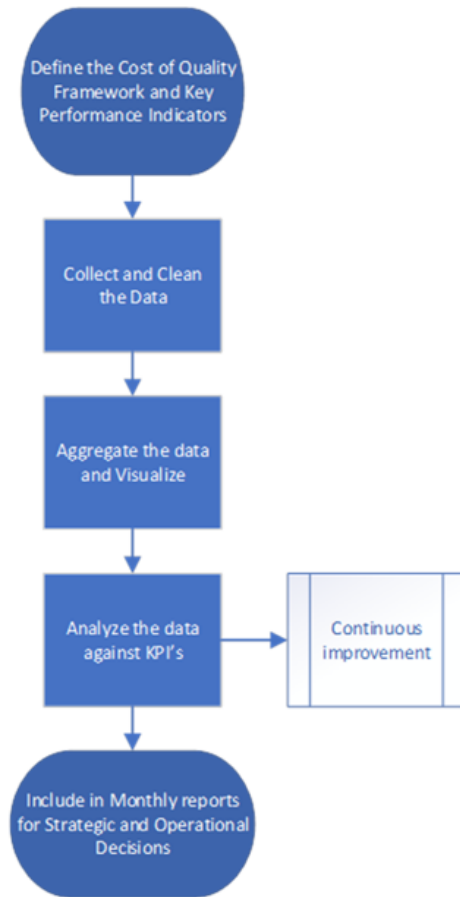 Define the Cost of Quality
Framework and Key
Performance Indicators
Collect and Clean
the Data
Aggregate the data
and Visualize
Analyze the data
against KPI's
Continuous
improvement
Include in Monthly reports
for Strategic and Operational
Decisions